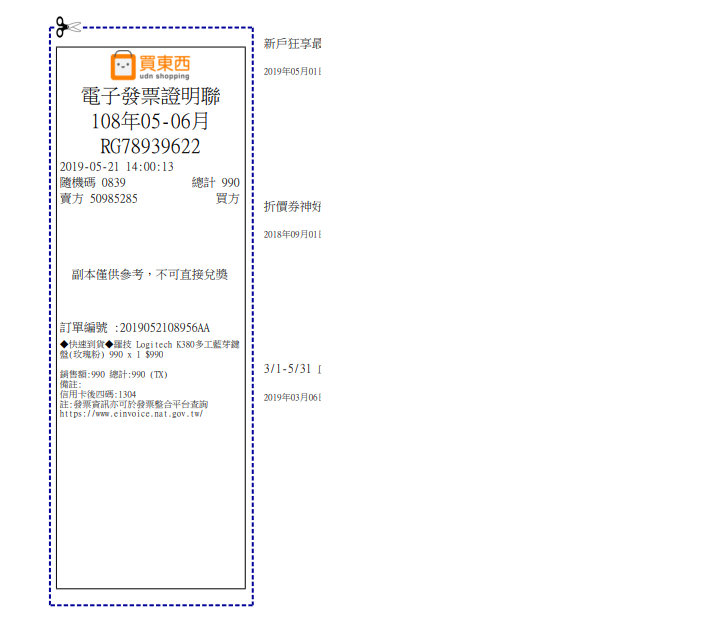 買東西
udn shopping
電子發票證明聯
108年05-06月
RG78939622
2019-05-21 14:00:13
隨機碼 0839 總計 990
賣方 50985285 買方
副本僅供參考，不可直接兌獎
訂單編號 :2019052108956AA
◆快速到貨◆羅技 Logitech K380多工藍芽鍵
盤(玫瑰粉) 990 x 1 $990
銷售額:990 總計:990 (TX)
備註:
信用卡後四碼:1304
註:發票資訊亦可於發票整合平台查詢
https://www.einvoice.nat.gov.tw/
新戶狂享最
2019年05月01日
折價券神好
2018年09月01日
3/1-5/31
2019年03月06日